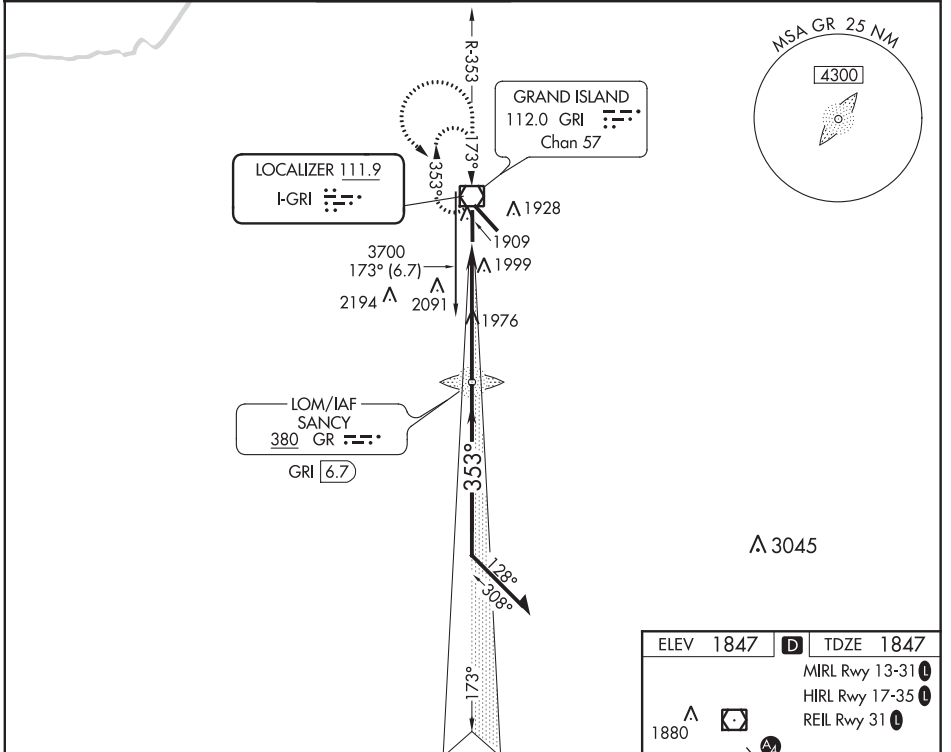 MSA GR 25 NM
4300
R-353
173°
353°
GRAND ISLAND
112.0 GRI
Chan 57
LOCALIZER 111.9
I-GRI
1928
1909
3700
173° (6.7)
1999
2194
2091
1976
LOM/IAF
SANCY
380 GR
GRI 6.7
353°
3045
128°
308°
173°
ELEV 1847 D TDZE 1847
MIRL Rwy 13-31 L
HIRL Rwy 17-35 L
REIL Rwy 31 L
1880
A4